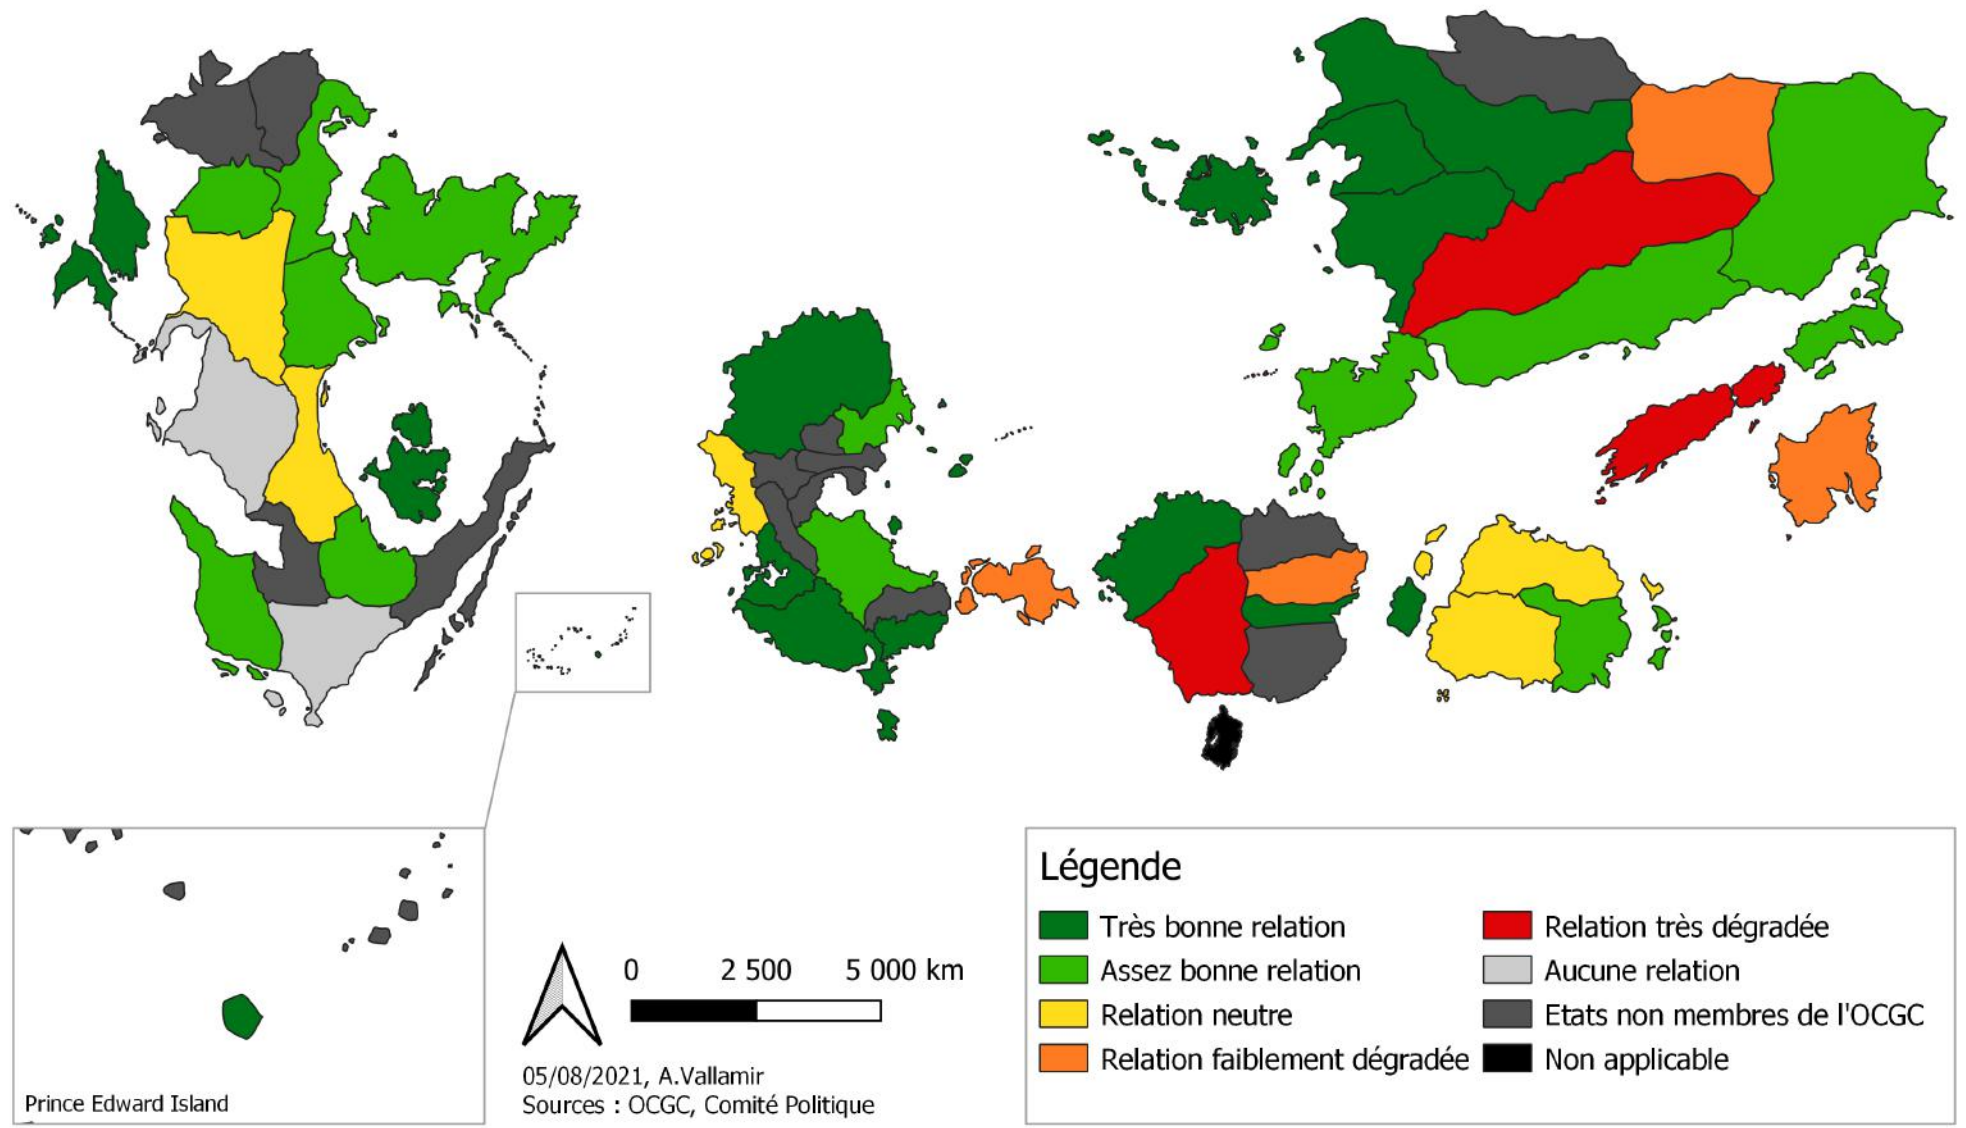 Légende
Très bonne relation
Assez bonne relation
Relation neutre
Relation faiblement dégradée
Relation très dégradée
Aucune relation
Etats non membres de l'OCGC
Non applicable
0 2 500 5 000 km
05/08/2021, A.Vallamir
Sources : OCGC, Comité Politique
Prince Edward Island